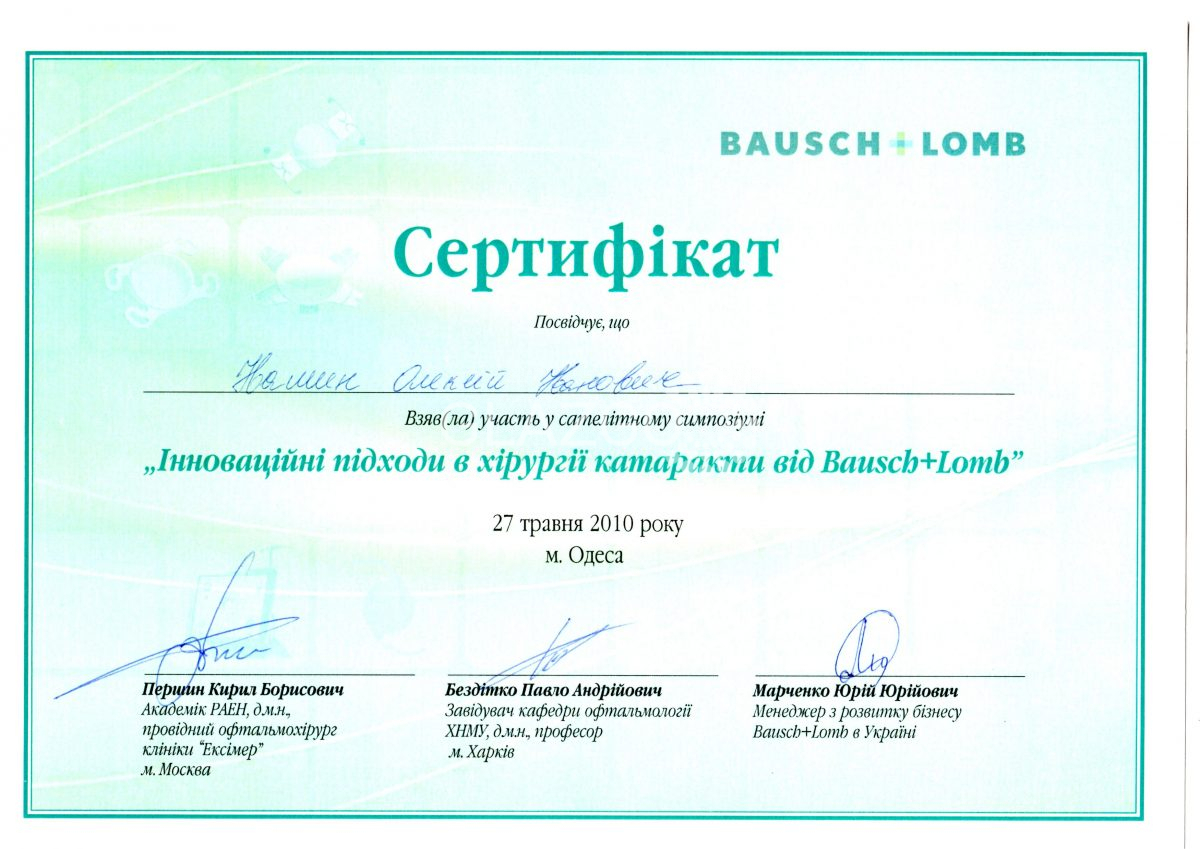 BAUSCH + LOMB
Сертифікат
Посвідчує, що
Олексій Іванович
Взяв(ла) участь у сателітному симпозіумі
„Інноваційні підходи в хірургії катаракти від Bausch+Lomb”
27 травня 2010 року
м. Одеса
Першин Кирил Борисович
Академік РАЕН, д.м.н.,
провідний офтальмохірург
клініки “Ексімер”
м. Москва
Бездітко Павло Андрійович
Завідувач кафедри офтальмології
ХНМУ, д.м.н., професор
м. Харків
Марченко Юрій Юрійович
Менеджер з розвитку бізнесу
Bausch+Lomb в Україні